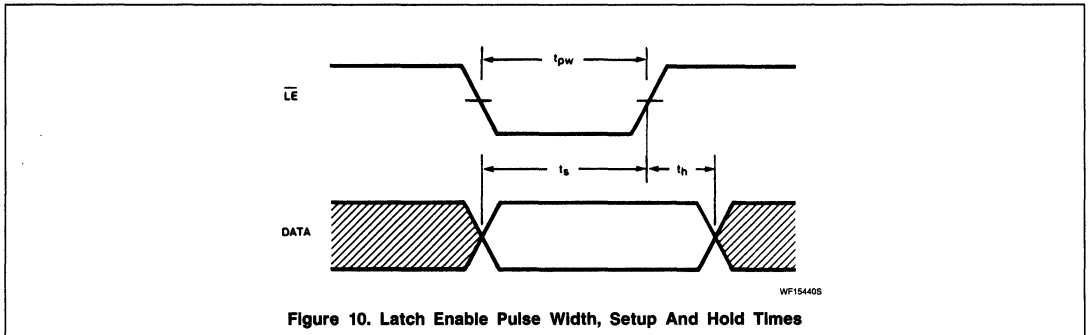 tpw
LE
ts
th
DATA
WF15440S
Figure 10. Latch Enable Pulse Width, Setup And Hold Times